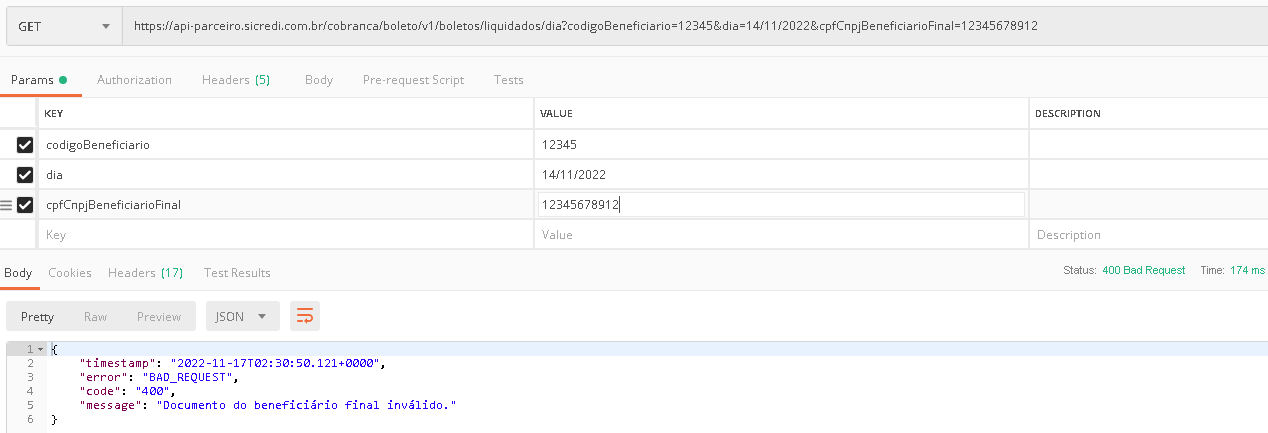 GET https://api-parceiro.sicredi.com.br/cobranca/boleto/v1/boletos/liquidados/dia?codigoBeneficiario=12345&dia=14/11/2022&cpfCnpjBeneficiarioFinal=12345678912
Params Authorization Headers (5) Body Pre-request Script Tests
KEY VALUE DESCRIPTION
codigoBeneficiario 12345
dia 14/11/2022
cpfCnpjBeneficiarioFinal 12345678912
Key Value Description
Body Cookies Headers (17) Test Results Status: 400 Bad Request Time: 174 ms
Pretty Raw Preview JSON
1 {
2 "timestamp": "2022-11-17T02:30:50.121+0000",
3 "error": "BAD_REQUEST",
4 "code": "400",
5 "message": "Documento do beneficiário final inválido."
6 }